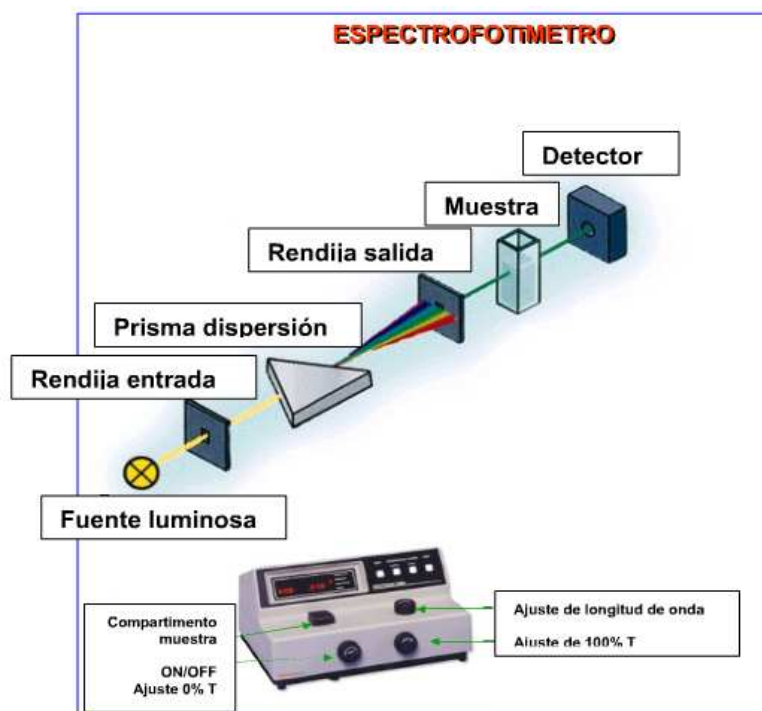 ESPECTROFOTíMETRO
Detector
Muestra
Rendija salida
Prisma dispersión
Rendija entrada
Fuente luminosa
Compartimento
muestra
ON/OFF
Ajuste 0% T
Ajuste de longitud de onda
Ajuste de 100% T